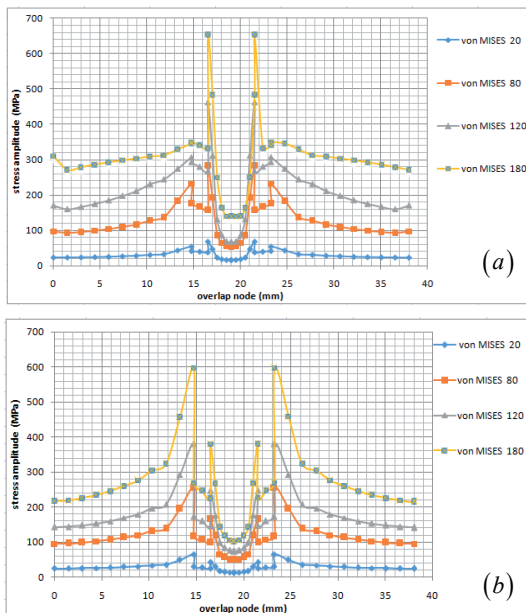 700
600
500
400
300
200
100
0
stress amplitude (MPa)
0 5 10 15 20 25 30 35 40
overlap node (mm)
von MISES 20
von MISES 80
von MISES 120
von MISES 180
(a)
700
600
500
400
300
200
100
0
stress amplitude (MPa)
0 5 10 15 20 25 30 35 40
overlap node (mm)
von MISES 20
von MISES 80
von MISES 120
von MISES 180
(b)